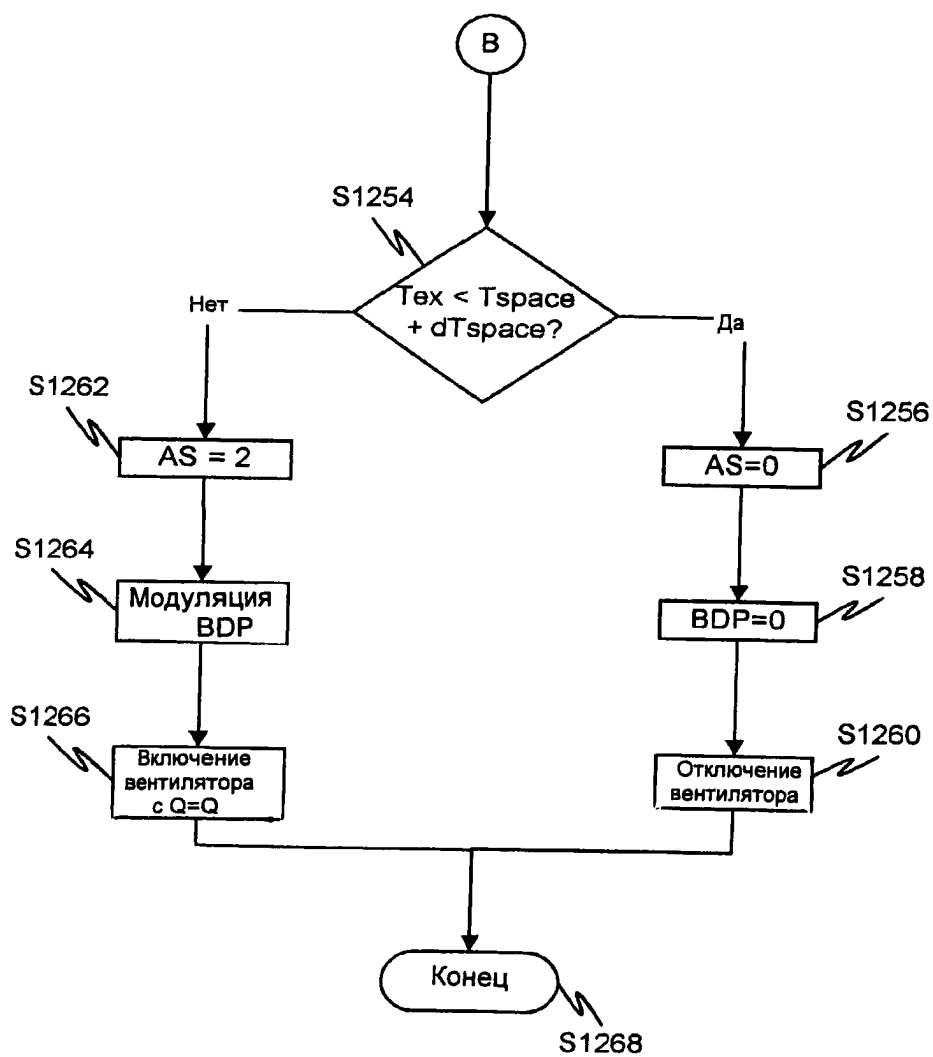 B
S1254
Tex < Tspace
+ dTspace?
Нет
Да
S1262
AS = 2
S1256
AS=0
S1264
Модуляция
BDP
S1258
BDP=0
S1266
Включение
вентилятора
с Q=Q
S1260
Отключение
вентилятора
Конец
S1268